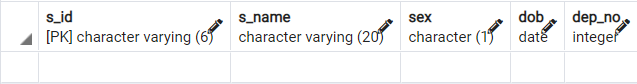 s_id
[PK] character varying (6)
s_name
character varying (20)
sex
character (1)
dob
date
dep_no
integer